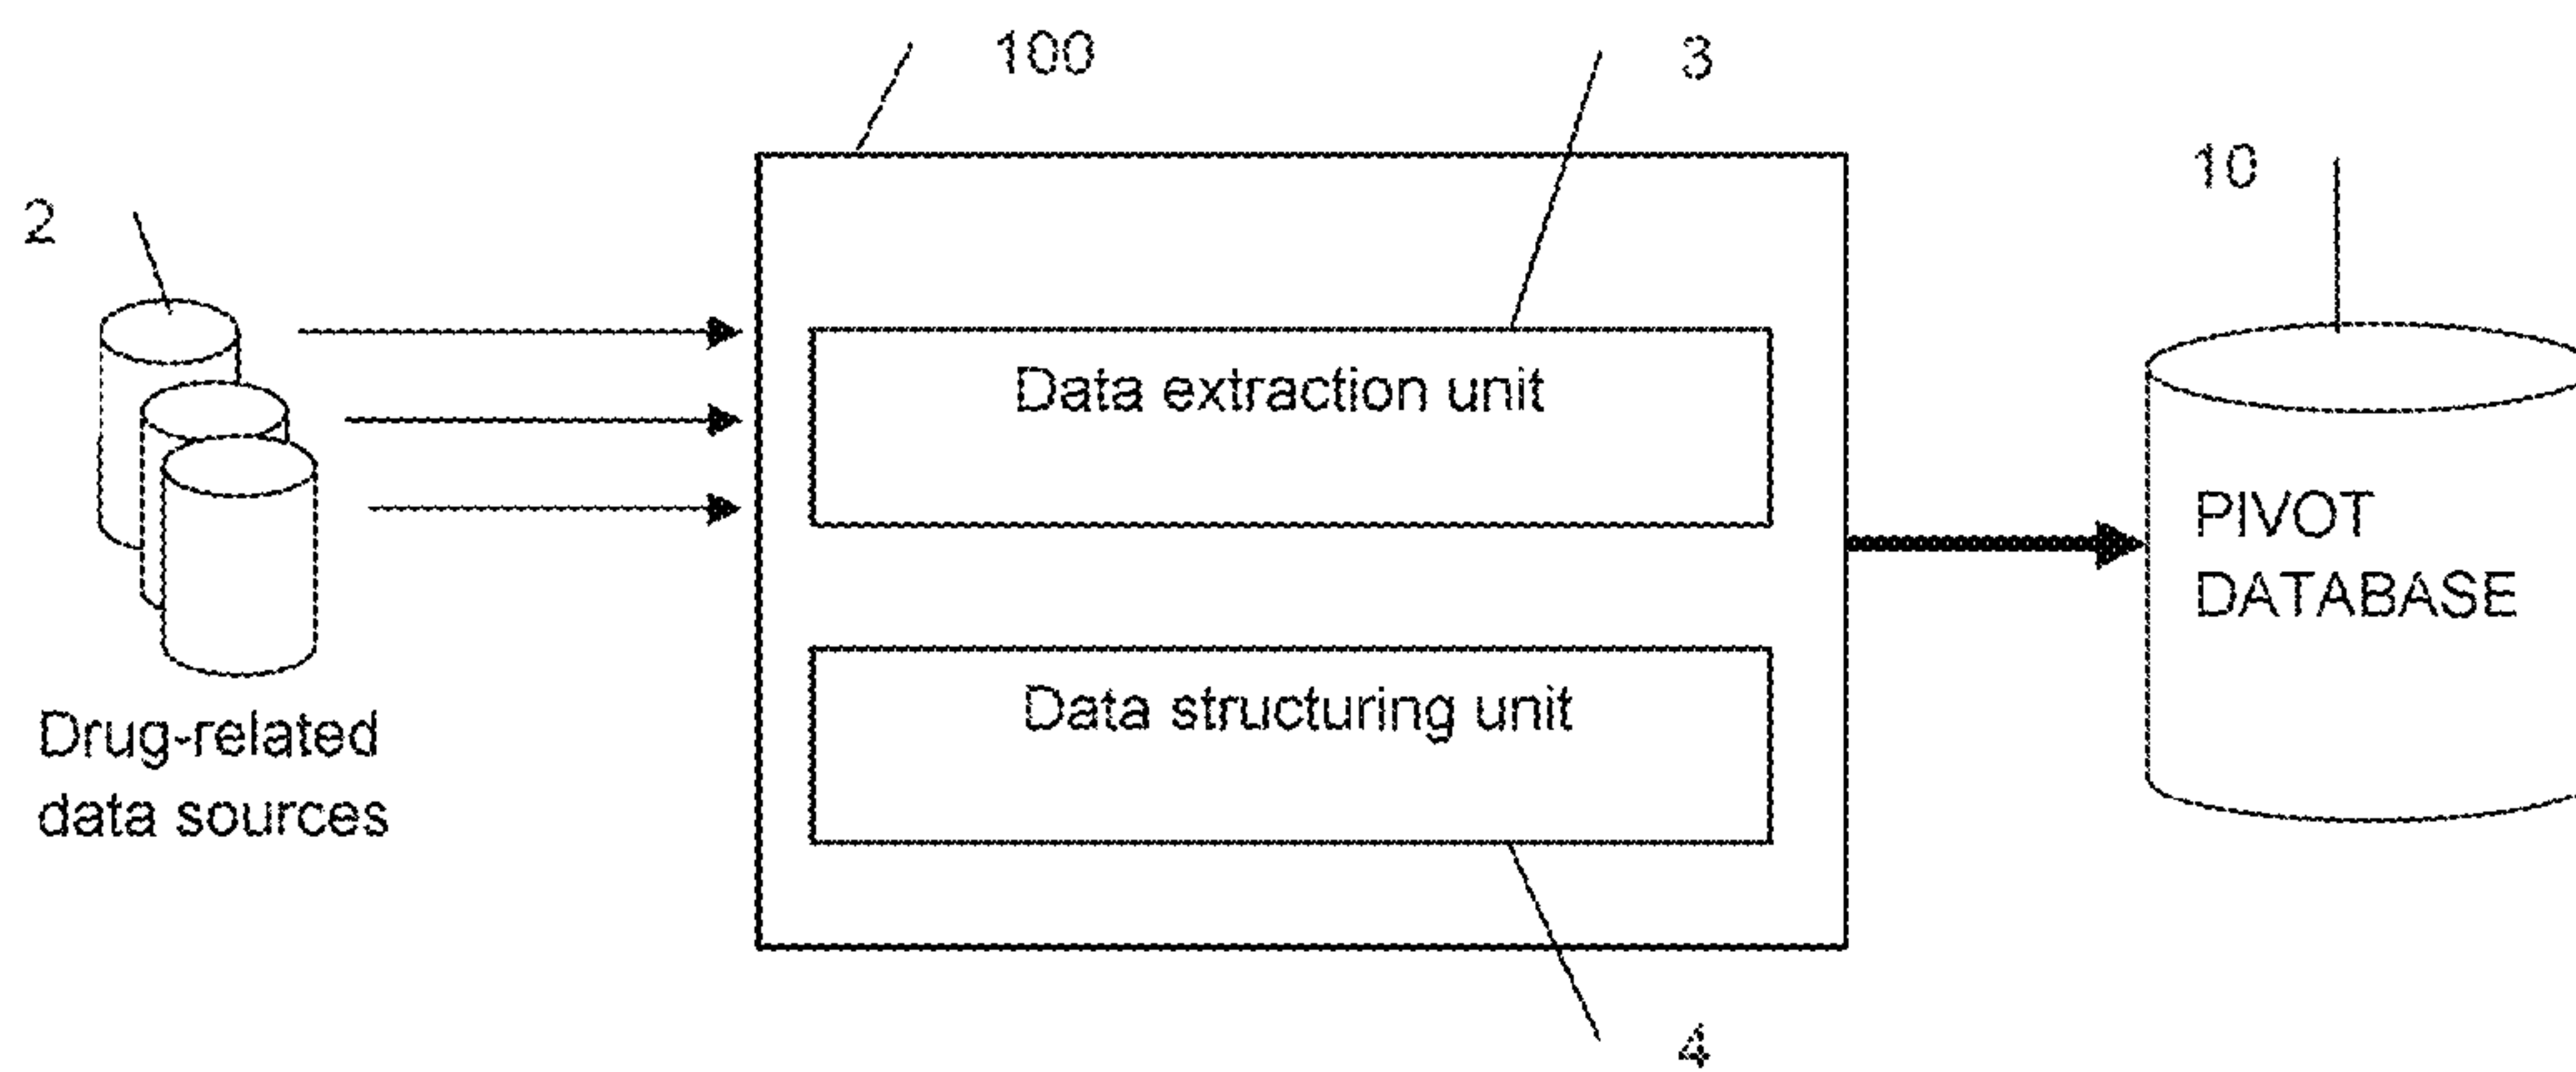 100
3
10
2
Data extraction unit
PIVOT
DATABASE
Data structuring unit
Drug-related
data sources
4